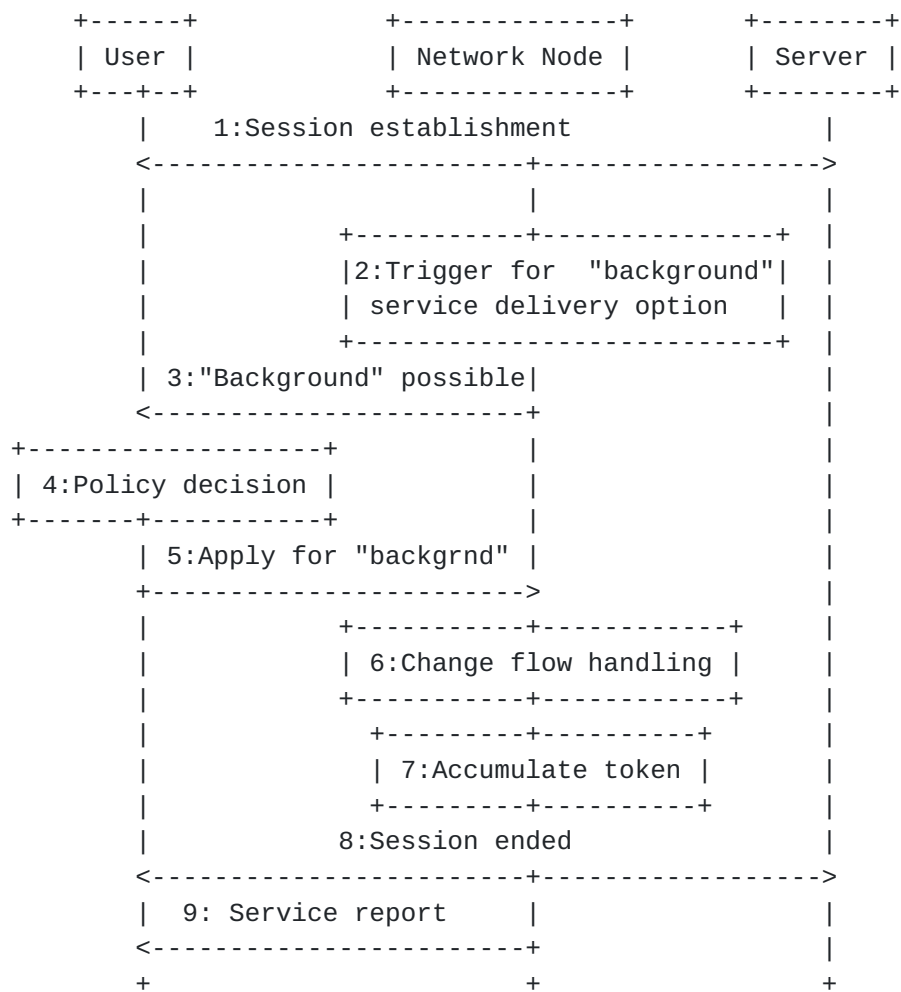 User Network Node Server
1:Session establishment
2:Trigger for "background"
service delivery option
3:"Background" possible
4:Policy decision
5:Apply for "backgrnd"
6:Change flow handling
7:Accumulate token
8:Session ended
9: Service report